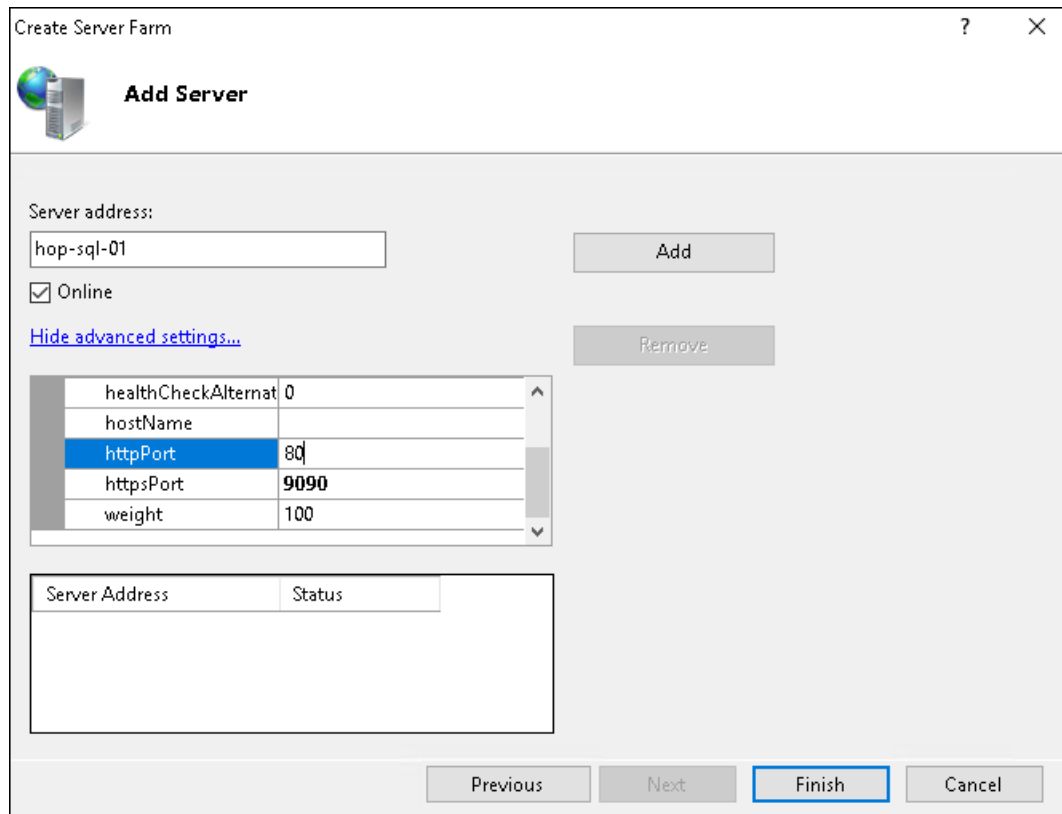 Create Server Farm ?
Add Server
Server address:
hop-sql-01
Add
Online
Hide advanced settings...
Remove
healthCheckAlternat 0
hostName
httpPort 80
httpsPort 9090
weight 100
Server Address Status
Previous Next Finish Cancel